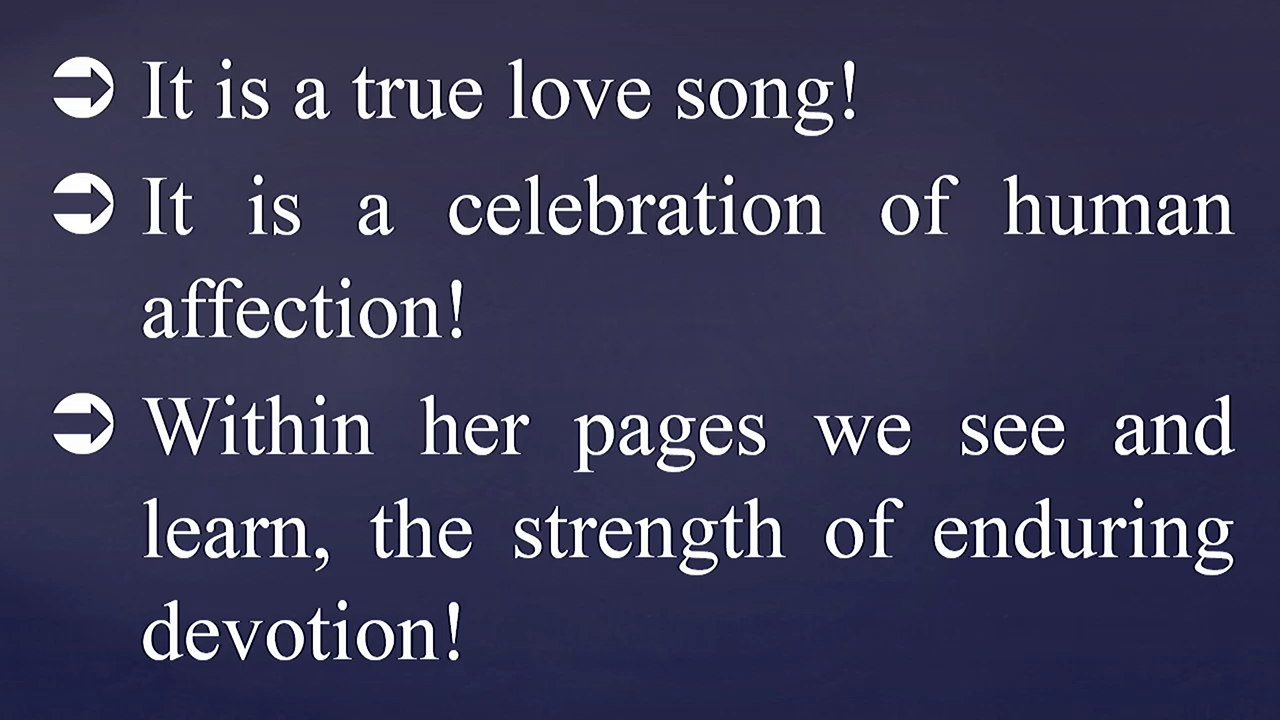 ➲ It is a true love song!
➲ It is a celebration of human
affection!
➲ Within her pages we see and
learn, the strength of enduring
devotion!